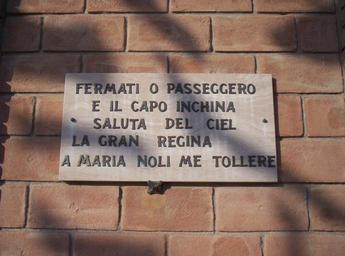 FERMATI O PASSEGGERO
E IL CAPO INCHINA
SALUTA DEL CIEL
LA GRAN REGINA
A MARIA NOLI ME TOLLERE